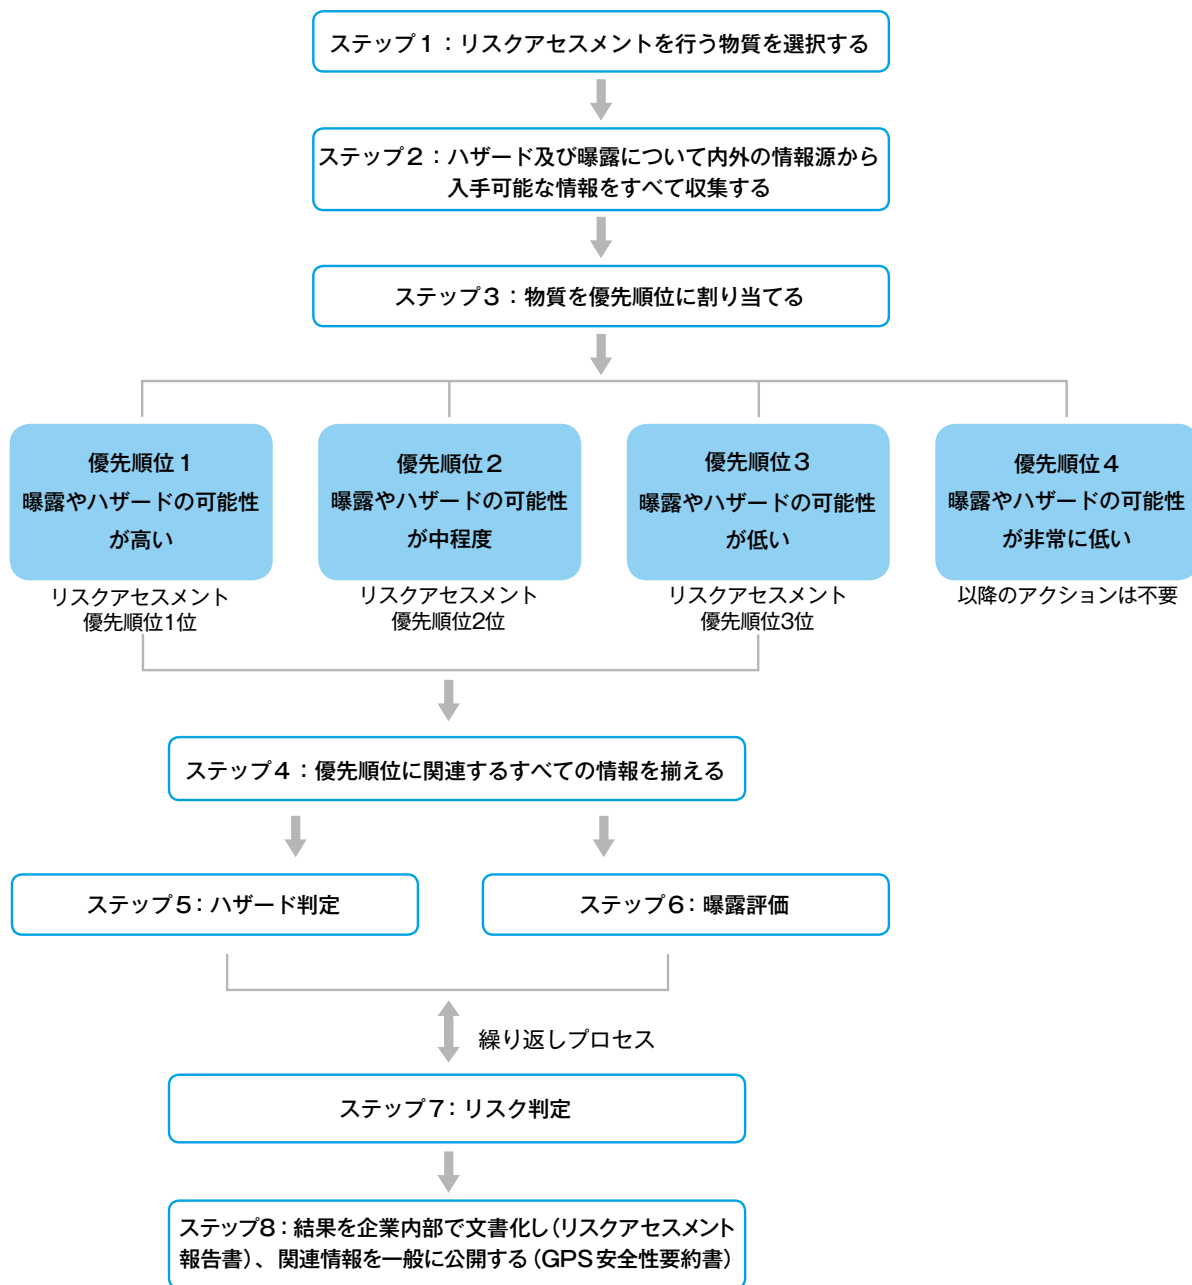 ステップ1：リスクアセスメントを行う物質を選択する
ステップ2：ハザード及び曝露について内外の情報源から
入手可能な情報をすべて収集する
ステップ3：物質を優先順位に割り当てる
優先順位1
曝露やハザードの可能性
が高い
リスクアセスメント
優先順位1位
優先順位2
曝露やハザードの可能性
が中程度
リスクアセスメント
優先順位2位
優先順位3
曝露やハザードの可能性
が低い
リスクアセスメント
優先順位3位
優先順位4
曝露やハザードの可能性
が非常に低い
以降のアクションは不要
ステップ4：優先順位に関連するすべての情報を揃える
ステップ5：ハザード判定
ステップ6：曝露評価
繰り返しプロセス
ステップ7：リスク判定
ステップ8：結果を企業内部で文書化し（リスクアセスメント
報告書）、関連情報を一般に公開する（GPS安全性要約書）